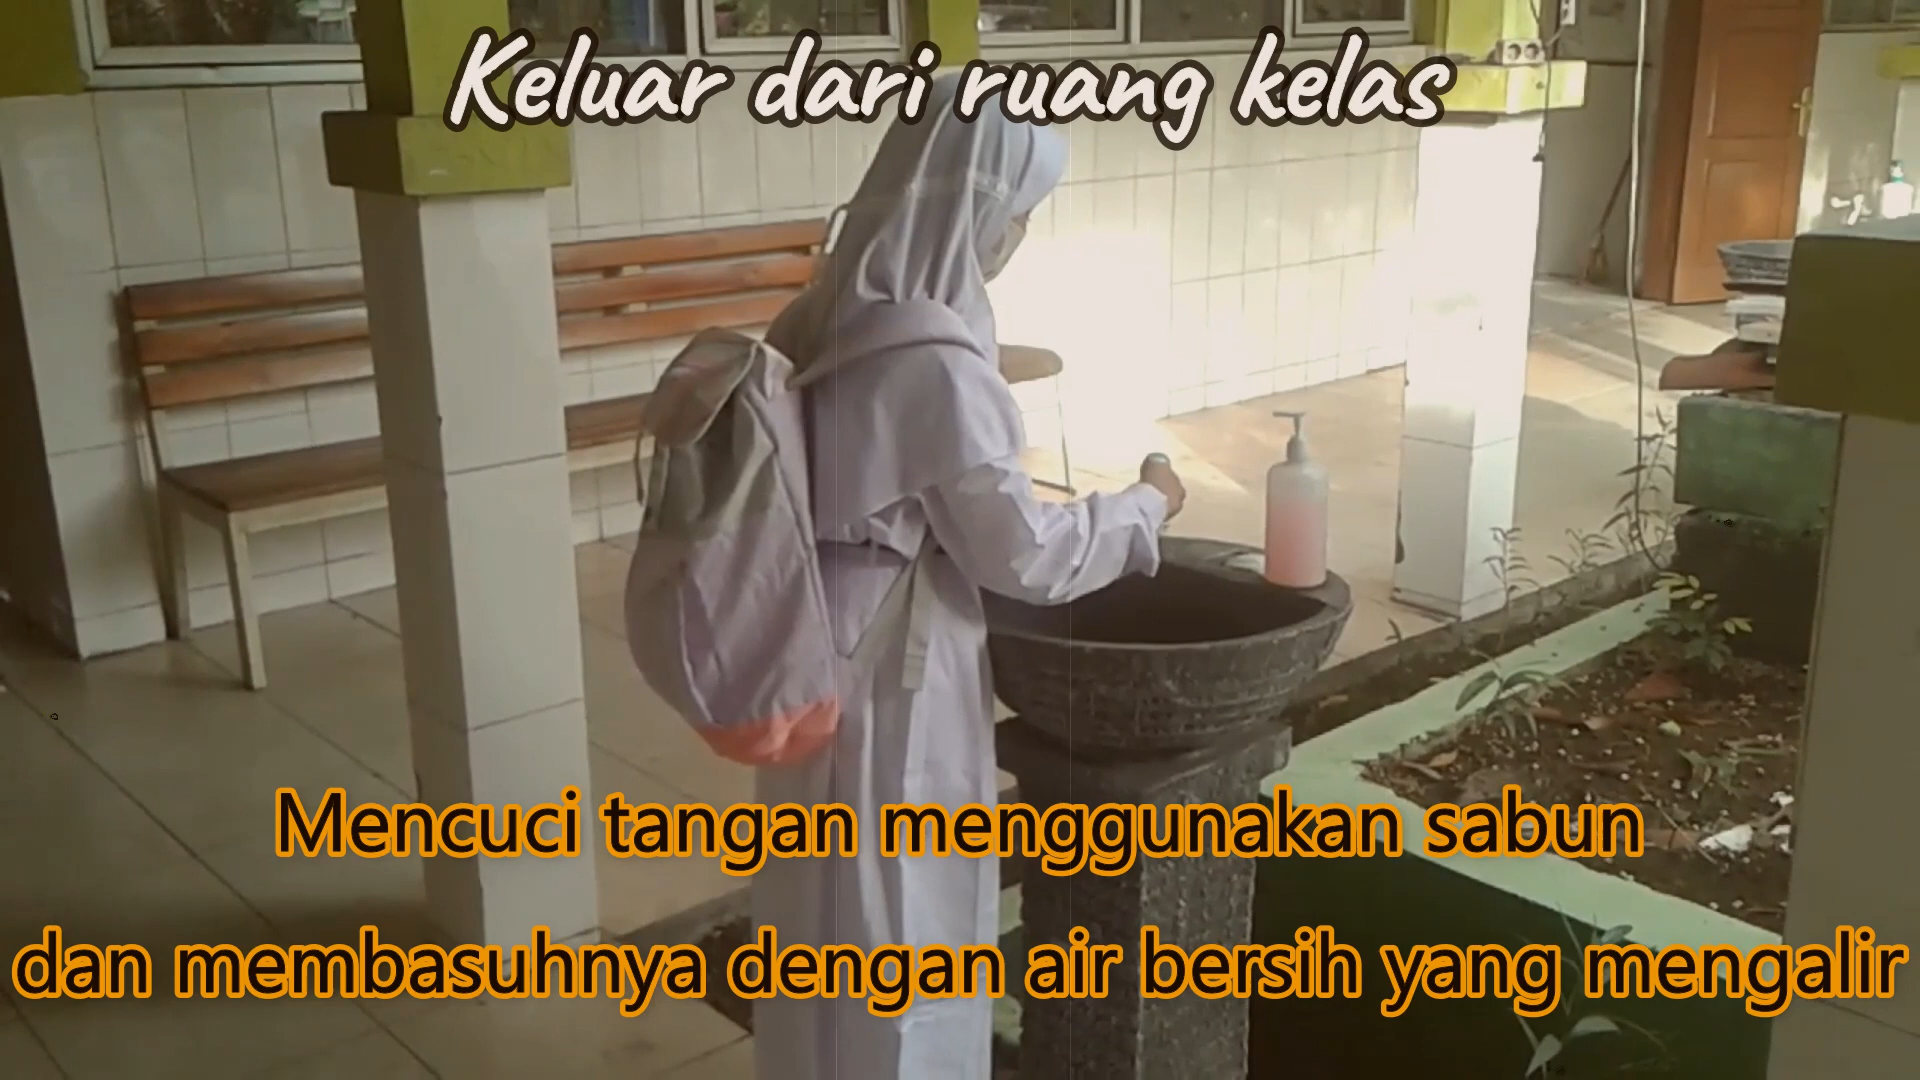 Keluar dari ruang kelas
Mencuci tangan menggunakan sabun
dan membasuhnya dengan air bersih yang mengalir